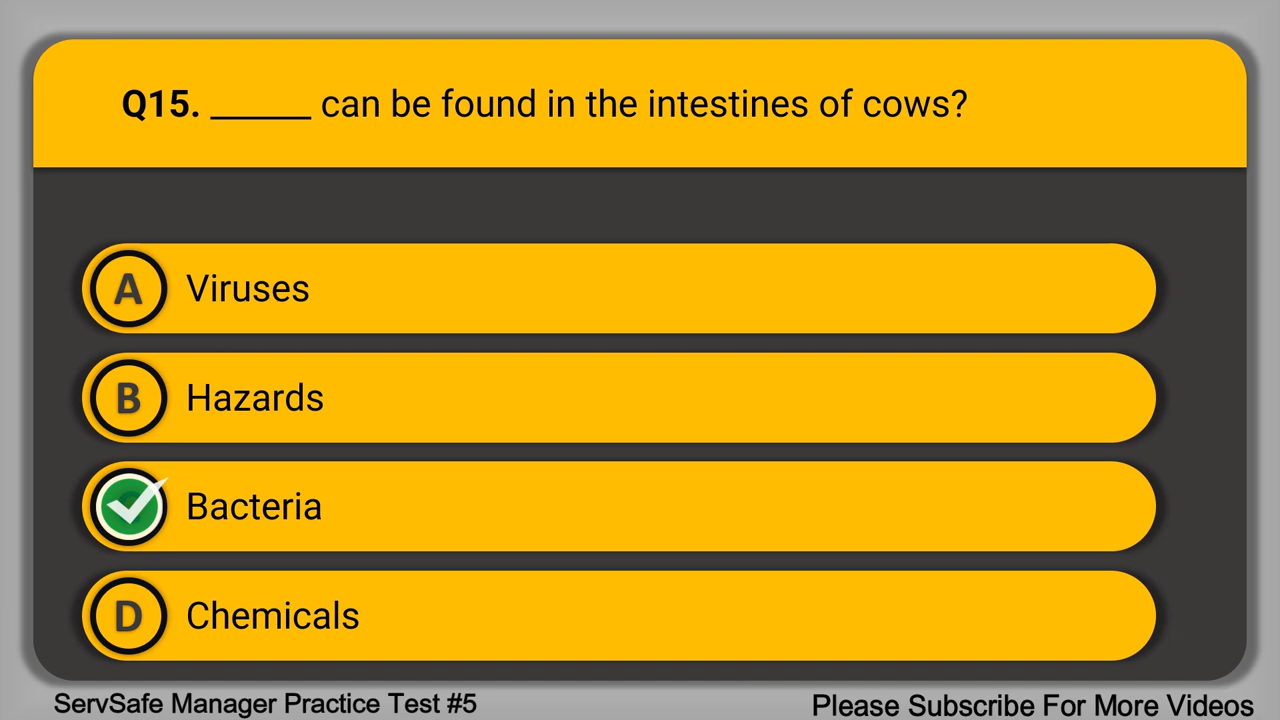 Q15. ______ can be found in the intestines of cows?
A Viruses
B Hazards
Bacteria
D Chemicals
ServSafe Manager Practice Test #5
Please Subscribe For More Videos